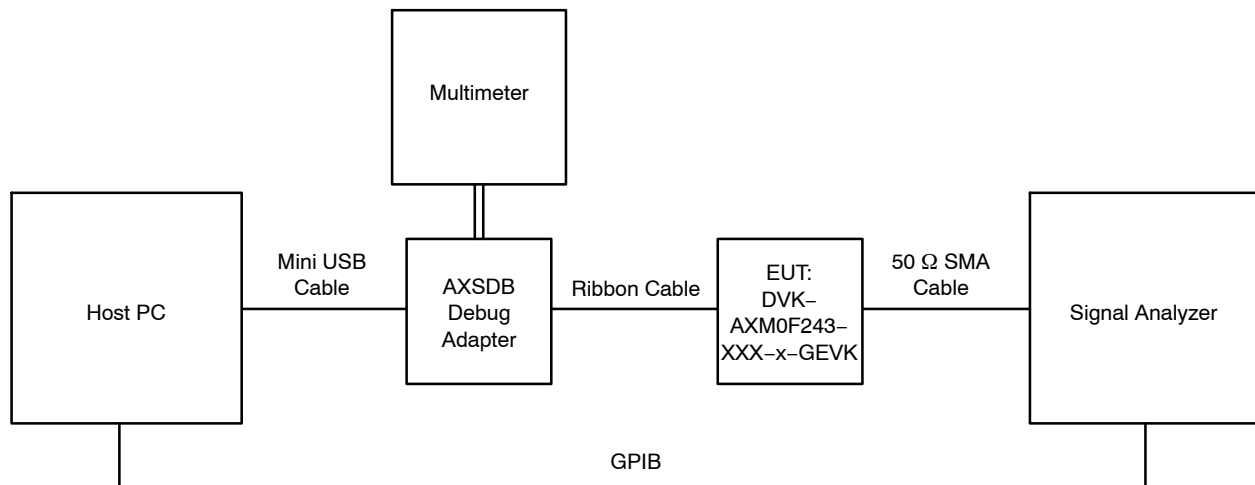 Multimeter
Host PC
Mini USB
Cable
AXSDB
Debug
Adapter
Ribbon Cable
EUT:
DVK−
AXM0F243−
XXX−x−GEVK
50 Ω SMA
Cable
Signal Analyzer
GPIB